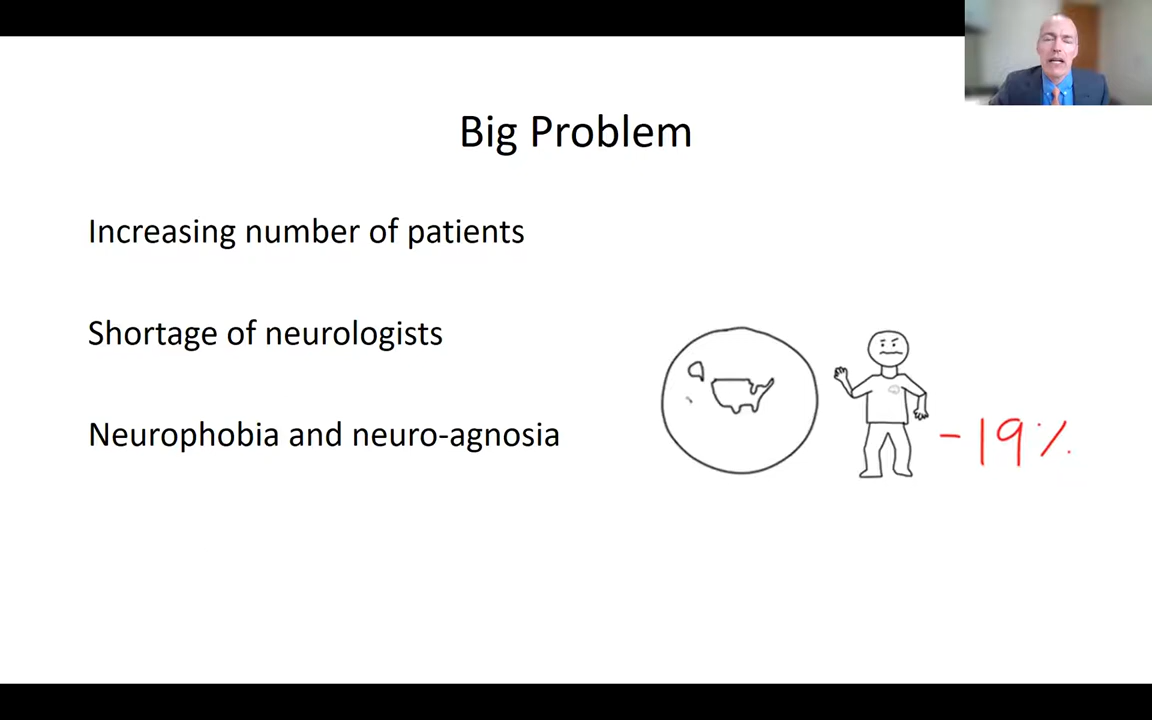 Big Problem
Increasing number of patients
Shortage of neurologists
Neurophobia and neuro-agnosia
-19%